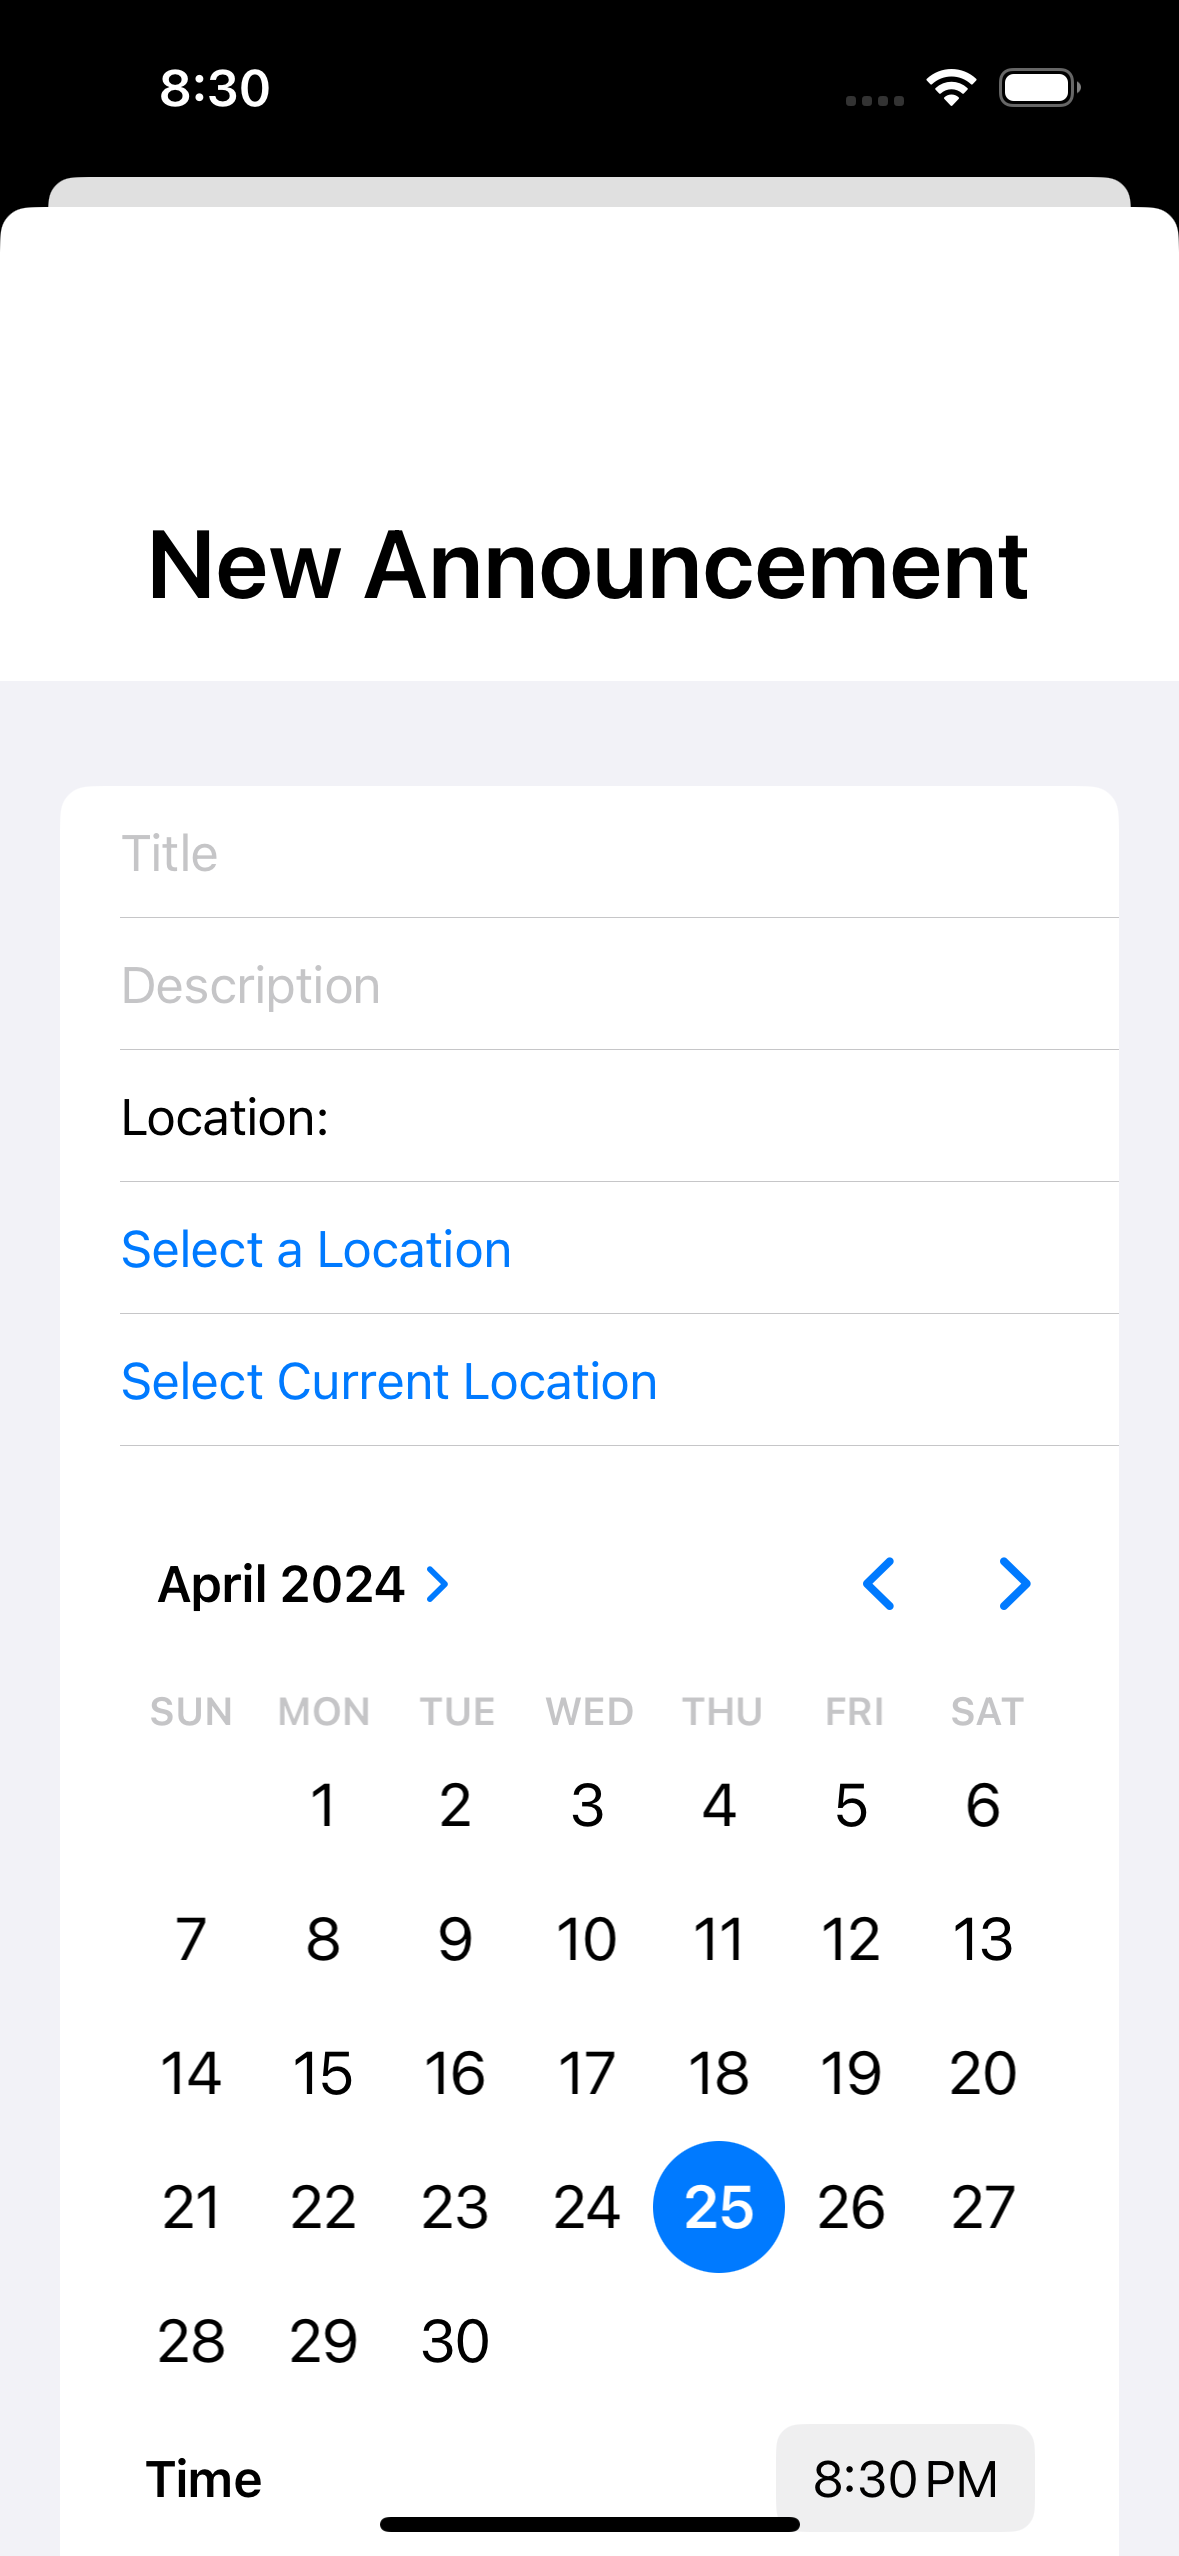 8:30
New Announcement
Title
Description
Location:
Select a Location
Select Current Location
April 2024
SUN MON TUE WED THU FRI SAT
1 2 3 4 5 6
7 8 9 10 11 12 13
14 15 16 17 18 19 20
21 22 23 24 25 26 27
28 29 30
Time 8:30 PM